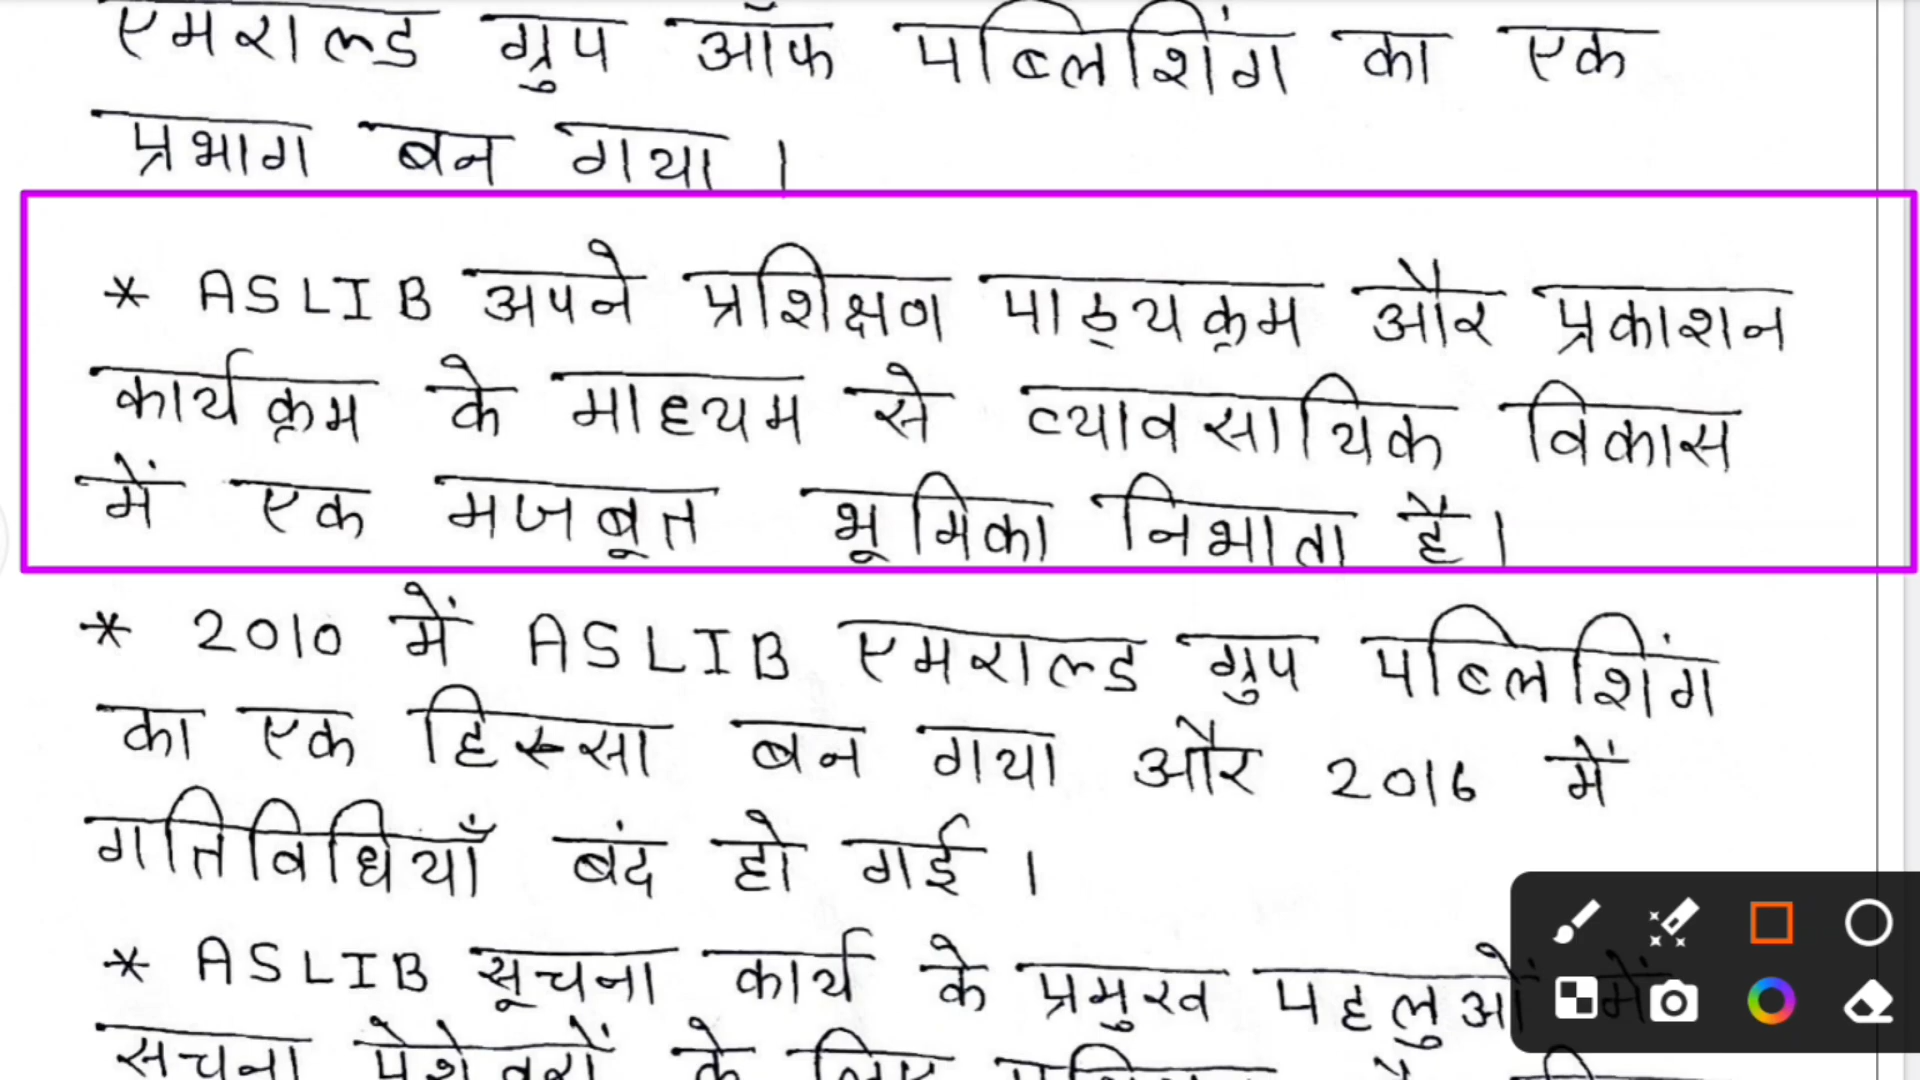 एमराल्ड ग्रुप ऑफ पब्लिशिंग का एक
प्रभाग बन गया ।
* ASLIB अपने प्रशिक्षण पाठ्यक्रम और प्रकाशन
कार्यक्रम के माध्यम से व्यावसायिक विकास
में एक मजबूत भूमिका निभाता है।
* 2010 में ASLIB एमराल्ड ग्रुप पब्लिशिंग
का एक हिस्सा बन गया और 2016 में
गतिविधियाँ बंद हो गई ।
* ASLIB सूचना कार्य के प्रमुख पहलुओं में
सूचना पेशेवरों के लिए